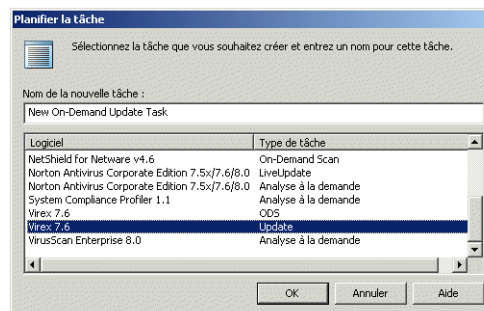 Planifier la tâche
Sélectionnez la tâche que vous souhaitez créer et entrez un nom pour cette tâche.
Nom de la nouvelle tâche :
New On-Demand Update Task
Logiciel Type de tâche
NetShield for Netware v4.6 On-Demand Scan
Norton Antivirus Corporate Edition 7.5x/7.6/8.0 LiveUpdate
Norton Antivirus Corporate Edition 7.5x/7.6/8.0 Analyse à la demande
System Compliance Profiler 1.1 Analyse à la demande
Virex 7.6 ODS
Virex 7.6 Update
VirusScan Enterprise 8.0 Analyse à la demande
OK Annuler Aide